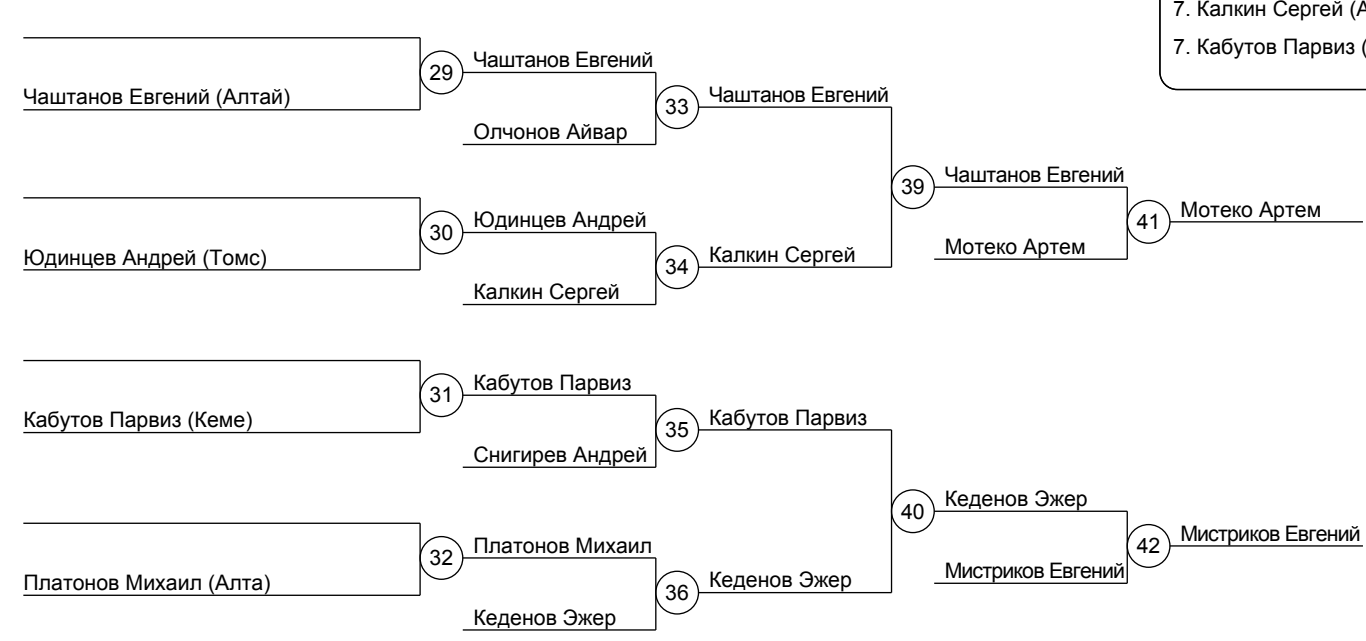 7. Калкин Сергей (А
7. Кабутов Парвиз (
29 Чаштанов Евгений
Чаштанов Евгений (Алтай)
33 Чаштанов Евгений
Олчонов Айвар
39 Чаштанов Евгений
30 Юдинцев Андрей
41 Мотеко Артем
Юдинцев Андрей (Томс)
34 Калкин Сергей
Мотеко Артем
Калкин Сергей
31 Кабутов Парвиз
Кабутов Парвиз (Кеме)
35 Кабутов Парвиз
Снигирев Андрей
40 Кеденов Эжер
32 Платонов Михаил
42 Мистриков Евгений
Платонов Михаил (Алта)
36 Кеденов Эжер
Мистриков Евгений
Кеденов Эжер